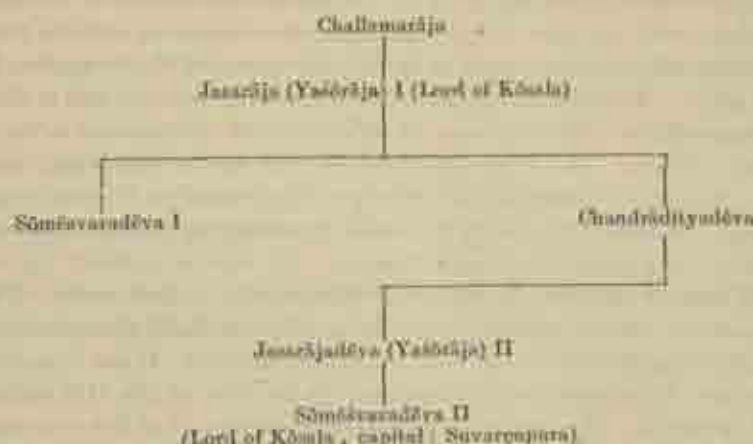 Challamarāja
Jasarāja (Yaśōrāja) I (Lord of Kōsala)
Sōmēśvaradēva I
Chandrādityadēva
Jasarājadēva (Yaśōrāja) II
Sōmēśvaradēva II
(Lord of Kōsala, capital : Suvarṇapura)